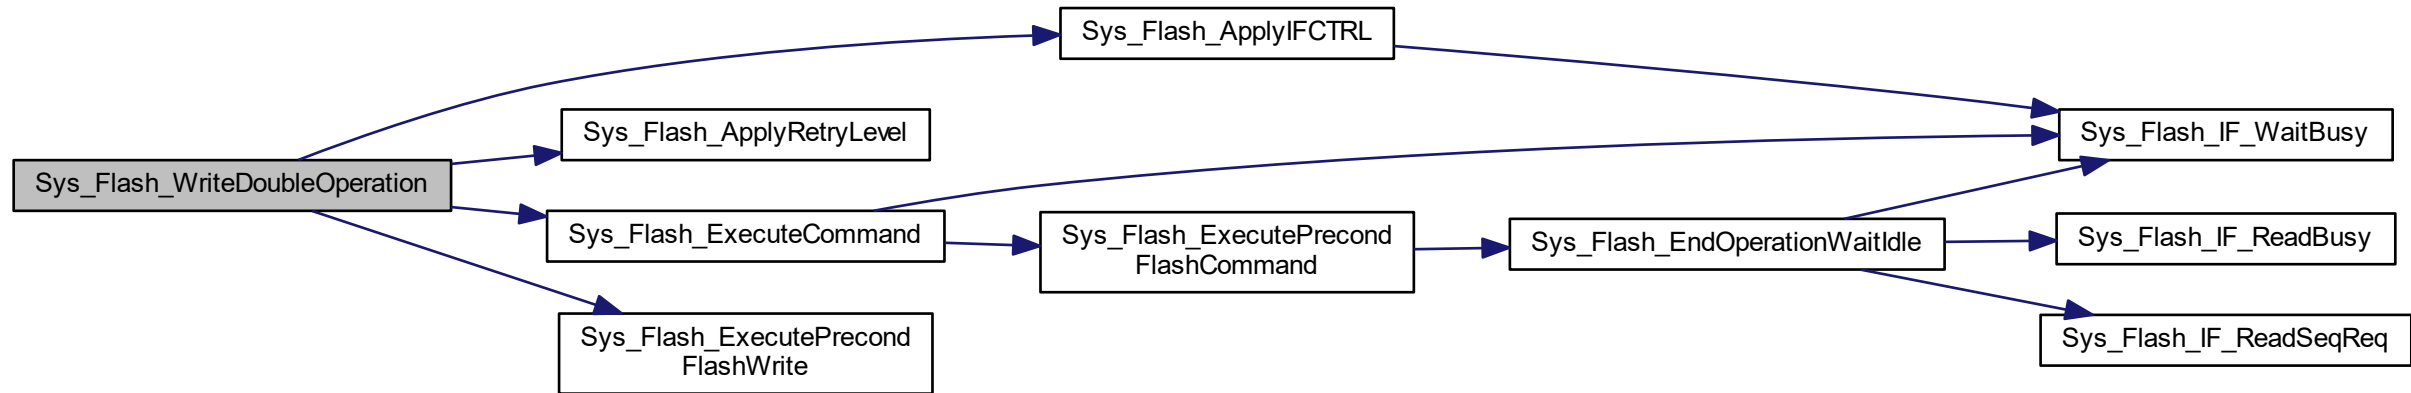 Sys_Flash_ApplyIFCTRL
Sys_Flash_ApplyRetryLevel
Sys_Flash_IF_WaitBusy
Sys_Flash_WriteDoubleOperation
Sys_Flash_ExecuteCommand
Sys_Flash_ExecutePrecond
FlashCommand
Sys_Flash_EndOperationWaitIdle
Sys_Flash_IF_ReadBusy
Sys_Flash_ExecutePrecond
FlashWrite
Sys_Flash_IF_ReadSeqReq